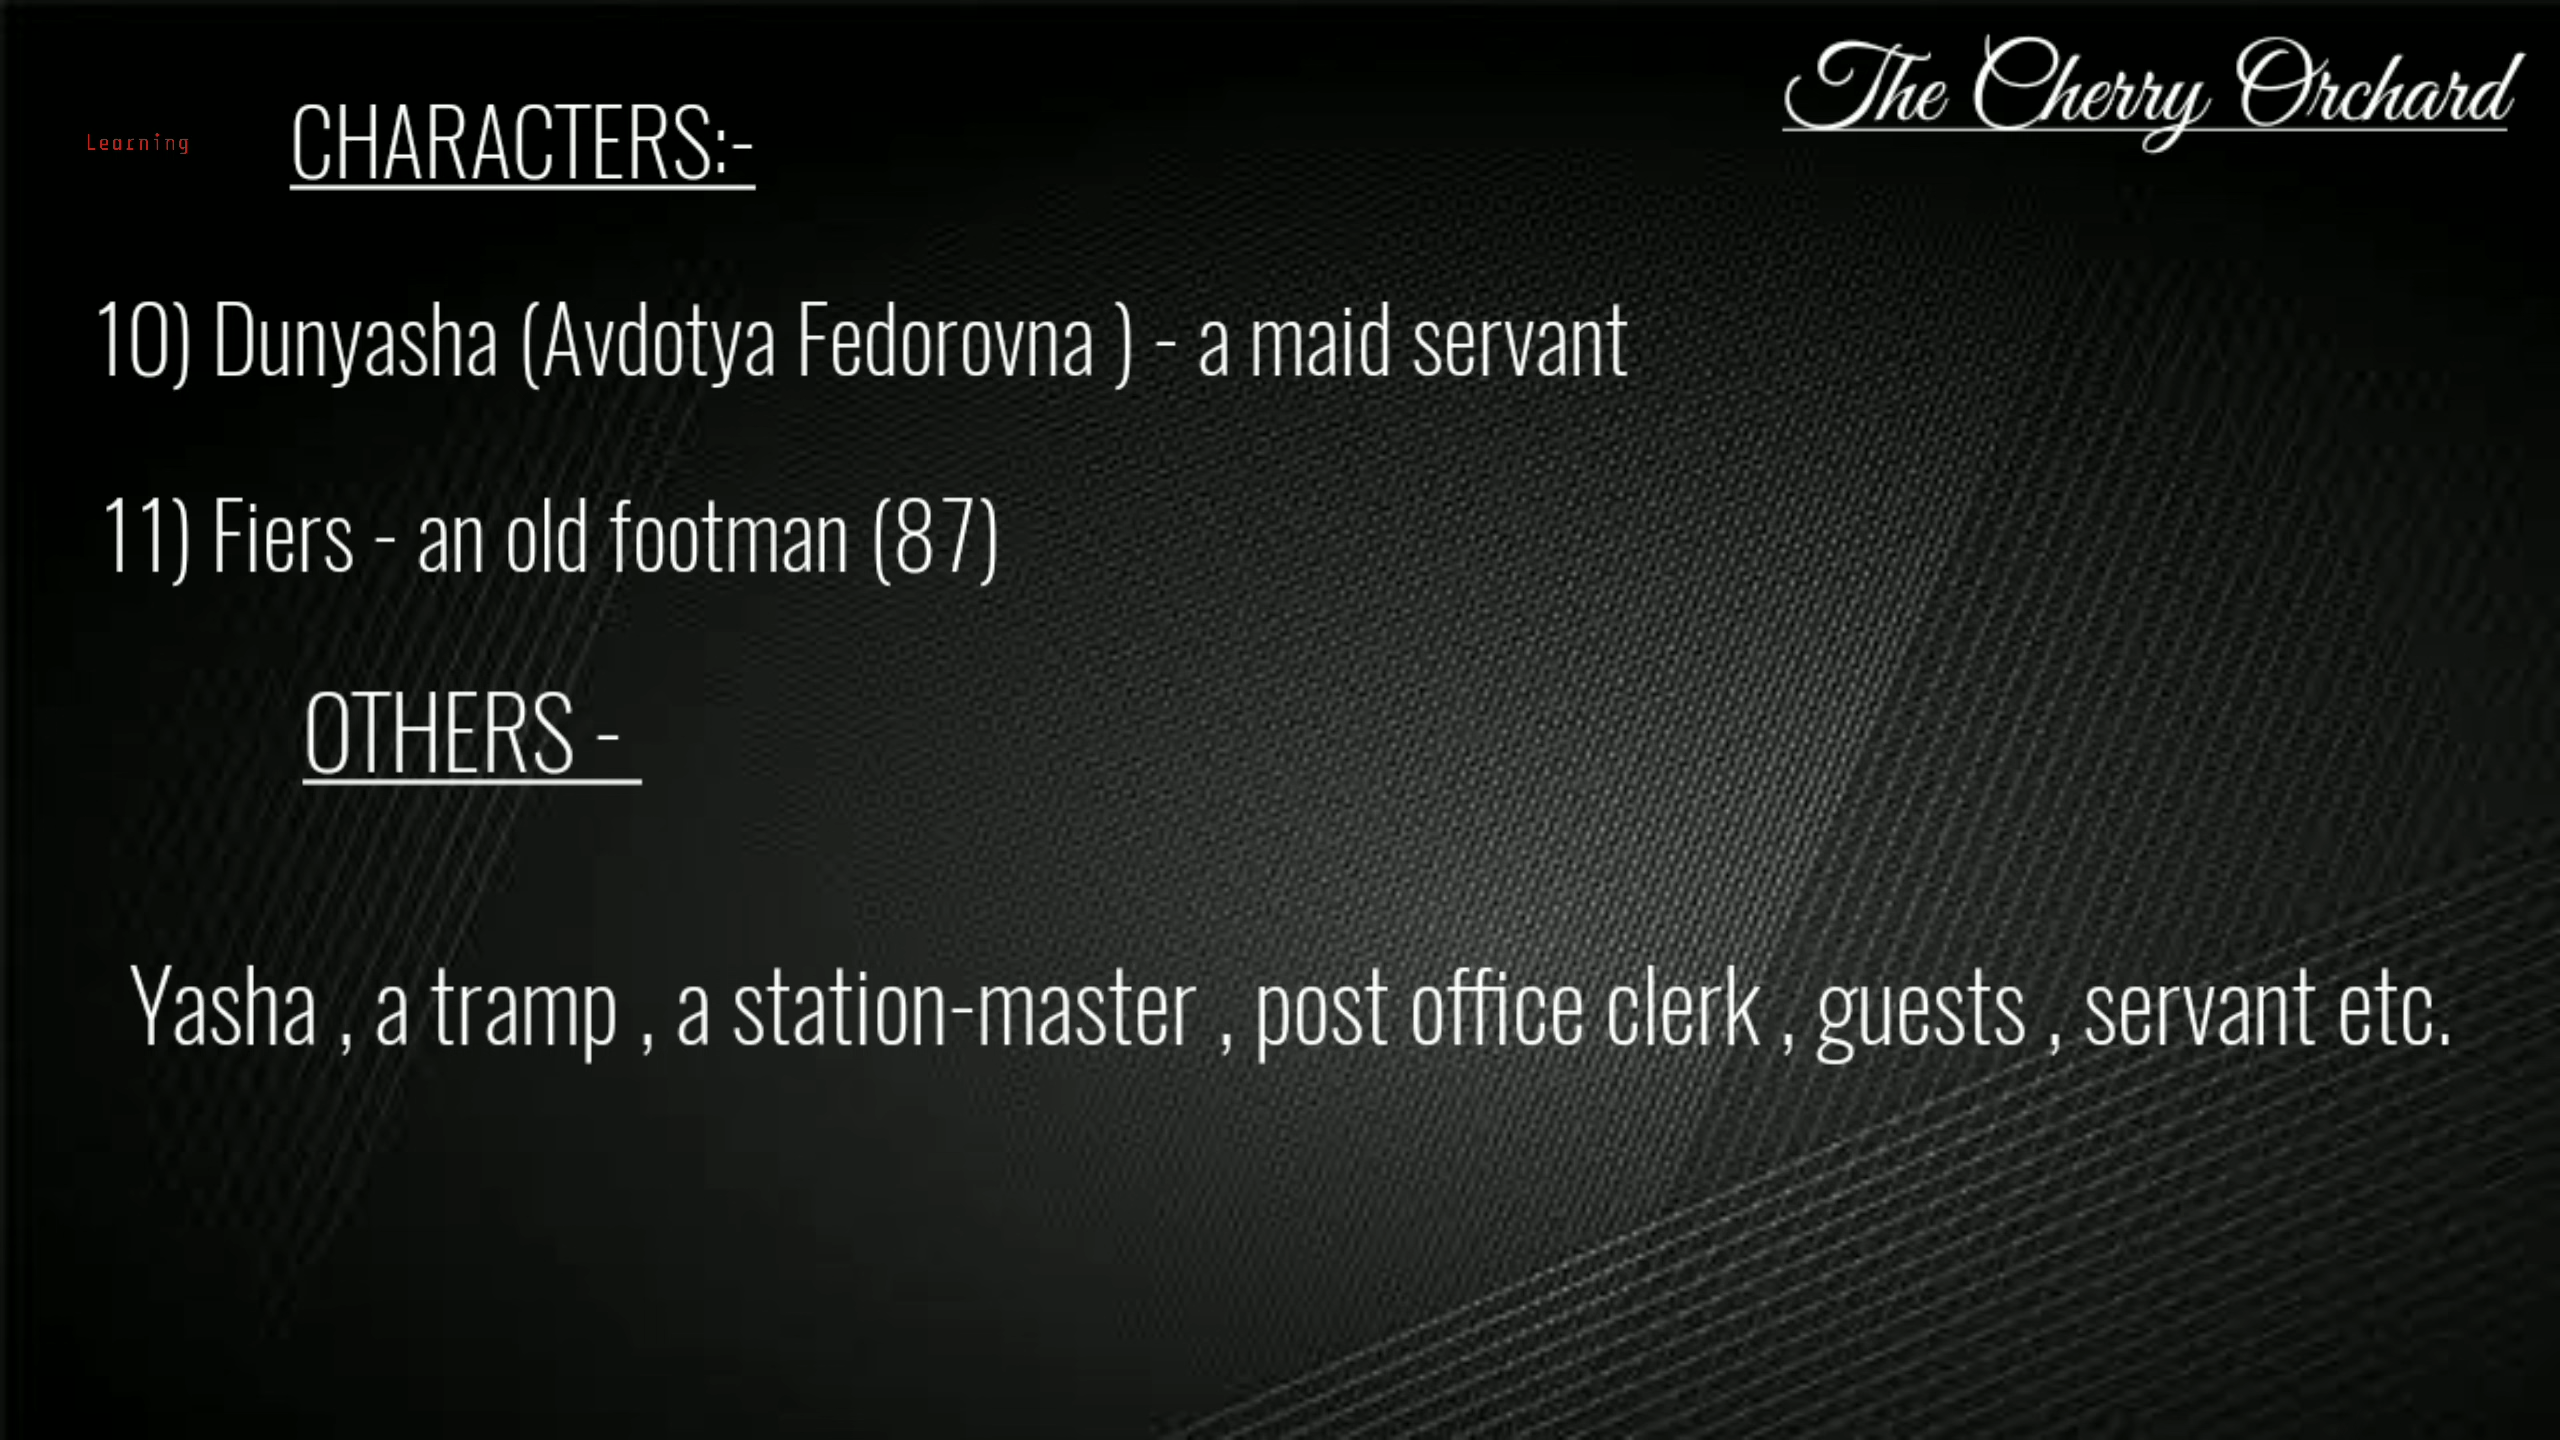 The Cherry Orchard
Learning
CHARACTERS:-
10) Dunyasha (Avdotya Fedorovna ) - a maid servant
11) Fiers - an old footman (87)
OTHERS -
Yasha , a tramp , a station-master , post office clerk , guests , servant etc.